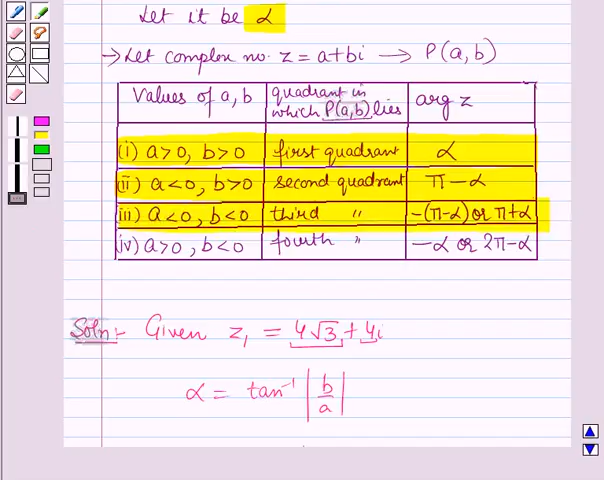 Let it be α
→ Let complex no. z = a+bi → P(a, b)
Values of a, b | quadrant in which P(a,b) lies | arg z
(i) a>0, b>0 | first quadrant | α
(ii) a<0, b>0 | second quadrant | π-α
iii) a<0, b<0 | third " | -(π-α) or π+α
iv) a>0, b<0 | fourth " | -α or 2π-α
Soln:- Given z₁ = 4√3 + 4i
α = tan⁻¹ |b/a|